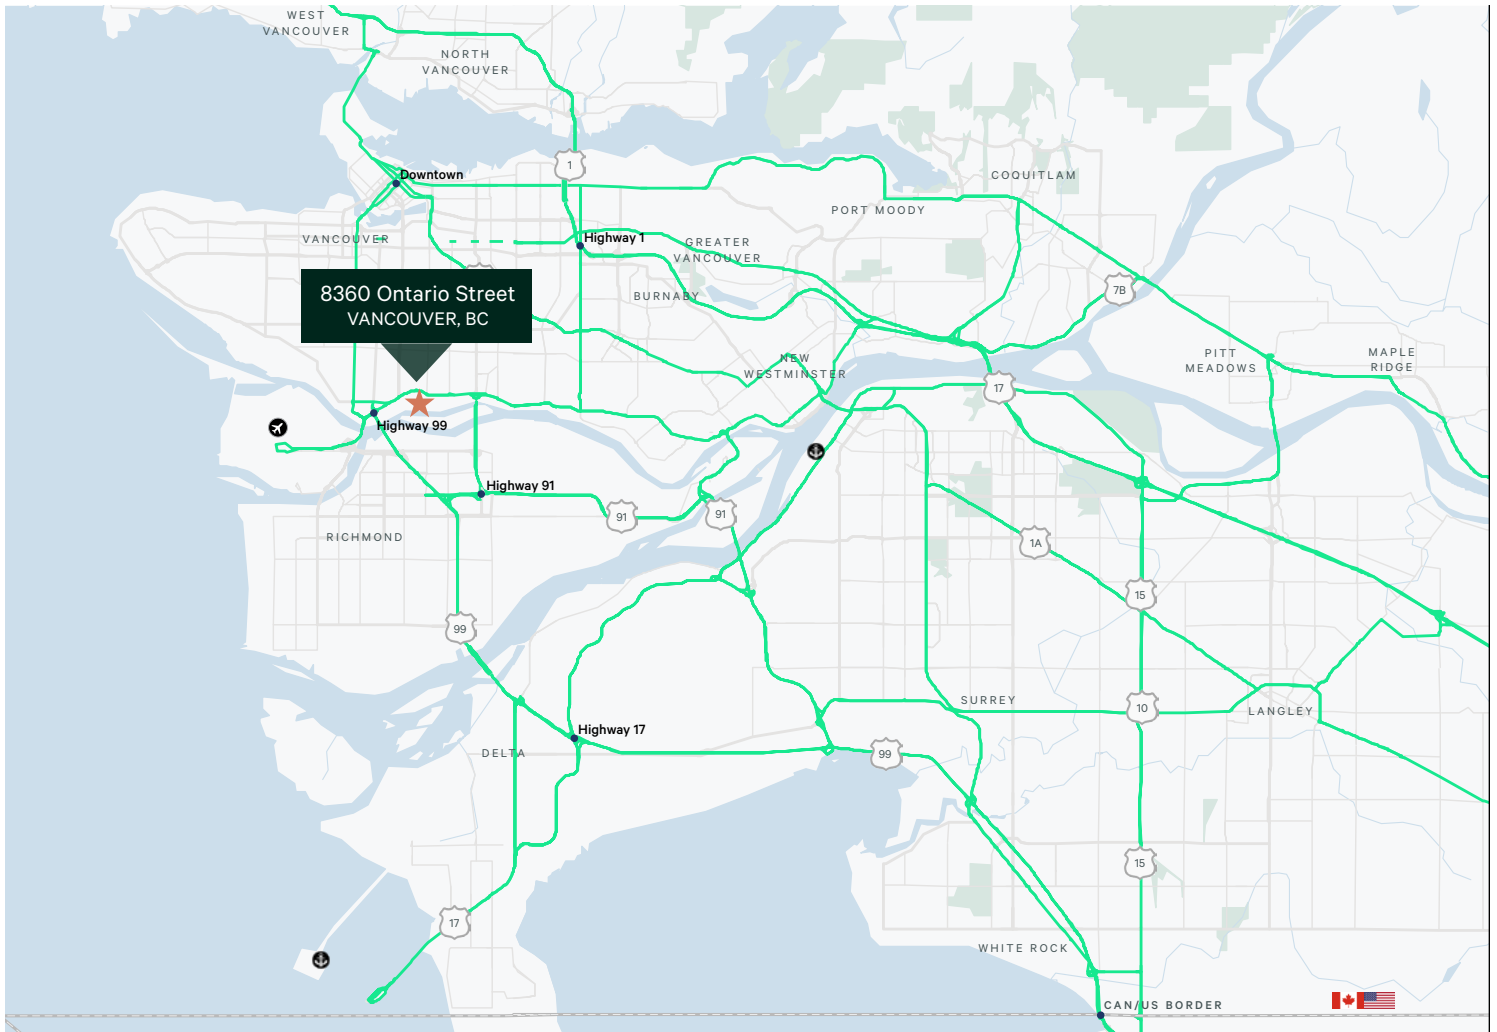 WEST
VANCOUVER
NORTH
VANCOUVER
1
Downtown
COQUITLAM
PORT MOODY
VANCOUVER
Highway 1
GREATER
VANCOUVER
8360 Ontario Street
VANCOUVER, BC
BURNABY
7B
NEW
WESTMINSTER
PITT
MEADOWS
MAPLE
RIDGE
17
Highway 99
Highway 91
91
91
RICHMOND
1A
15
99
SURREY
10
LANGLEY
Highway 17
DELTA
99
15
17
WHITE ROCK
CAN/US BORDER